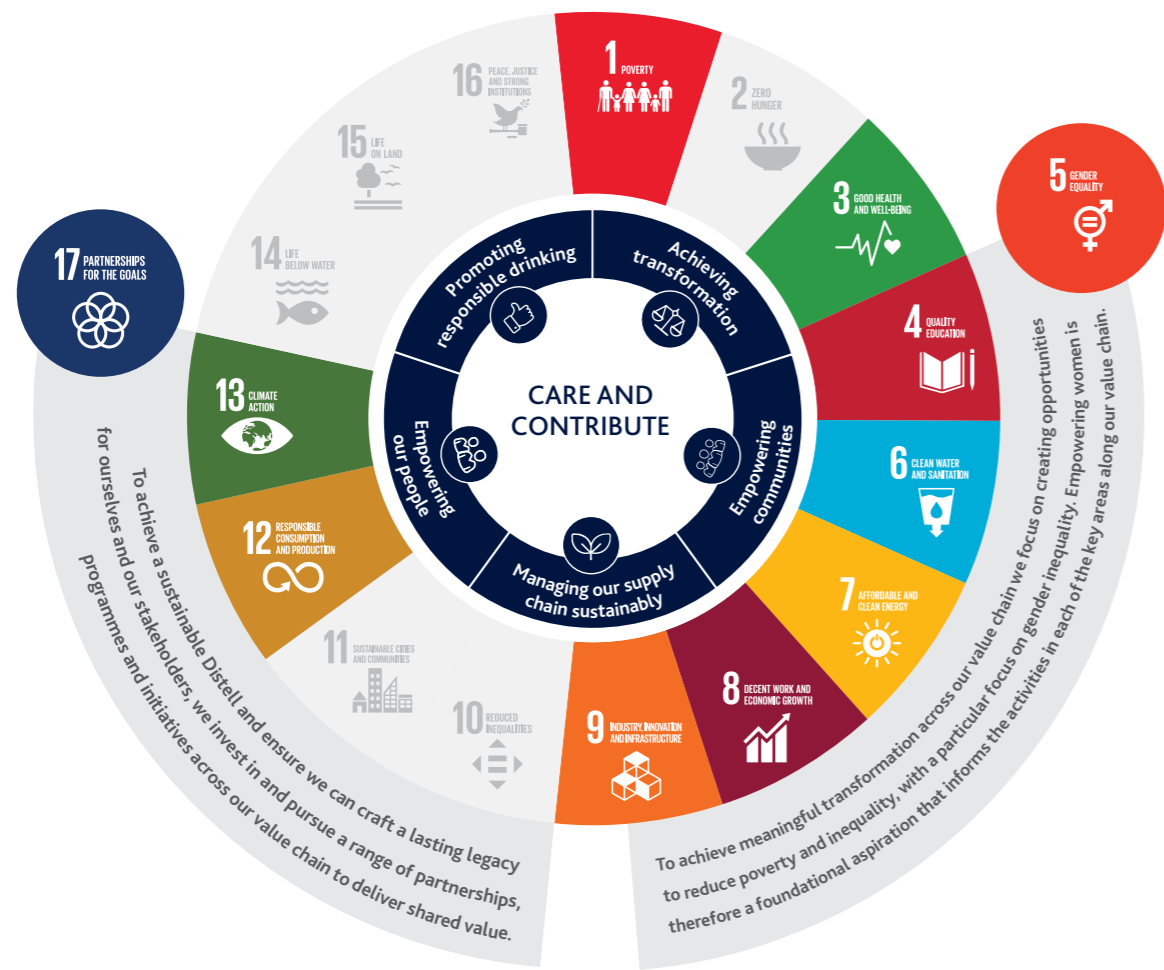 1 POVERTY
2 ZERO
HUNGER
3 GOOD HEALTH
AND WELL-BEING
4 QUALITY
EDUCATION
5 GENDER
EQUALITY
6 CLEAN WATER
AND SANITATION
7 AFFORDABLE AND
CLEAN ENERGY
8 DECENT WORK AND
ECONOMIC GROWTH
9 INDUSTRY, INNOVATION
AND INFRASTRUCTURE
10 REDUCED
INEQUALITIES
11 SUSTAINABLE CITIES
AND COMMUNITIES
12 RESPONSIBLE
CONSUMPTION
AND PRODUCTION
13 CLIMATE
ACTION
14 LIFE
BELOW WATER
15 LIFE
ON LAND
16 PEACE, JUSTICE
AND STRONG
INSTITUTIONS
17 PARTNERSHIPS
FOR THE GOALS
Promoting
responsible drinking
Achieving
transformation
Empowering
communities
Managing our supply
chain sustainably
Empowering
our people
CARE AND
CONTRIBUTE
To achieve a sustainable Distell and ensure we can craft a lasting legacy
for ourselves and our stakeholders, we invest in and pursue a range of partnerships,
programmes and initiatives across our value chain to deliver shared value.
To achieve meaningful transformation across our value chain we focus on creating opportunities
to reduce poverty and inequality, with a particular focus on gender inequality. Empowering women is
therefore a foundational aspiration that informs the activities in each of the key areas along our value chain.